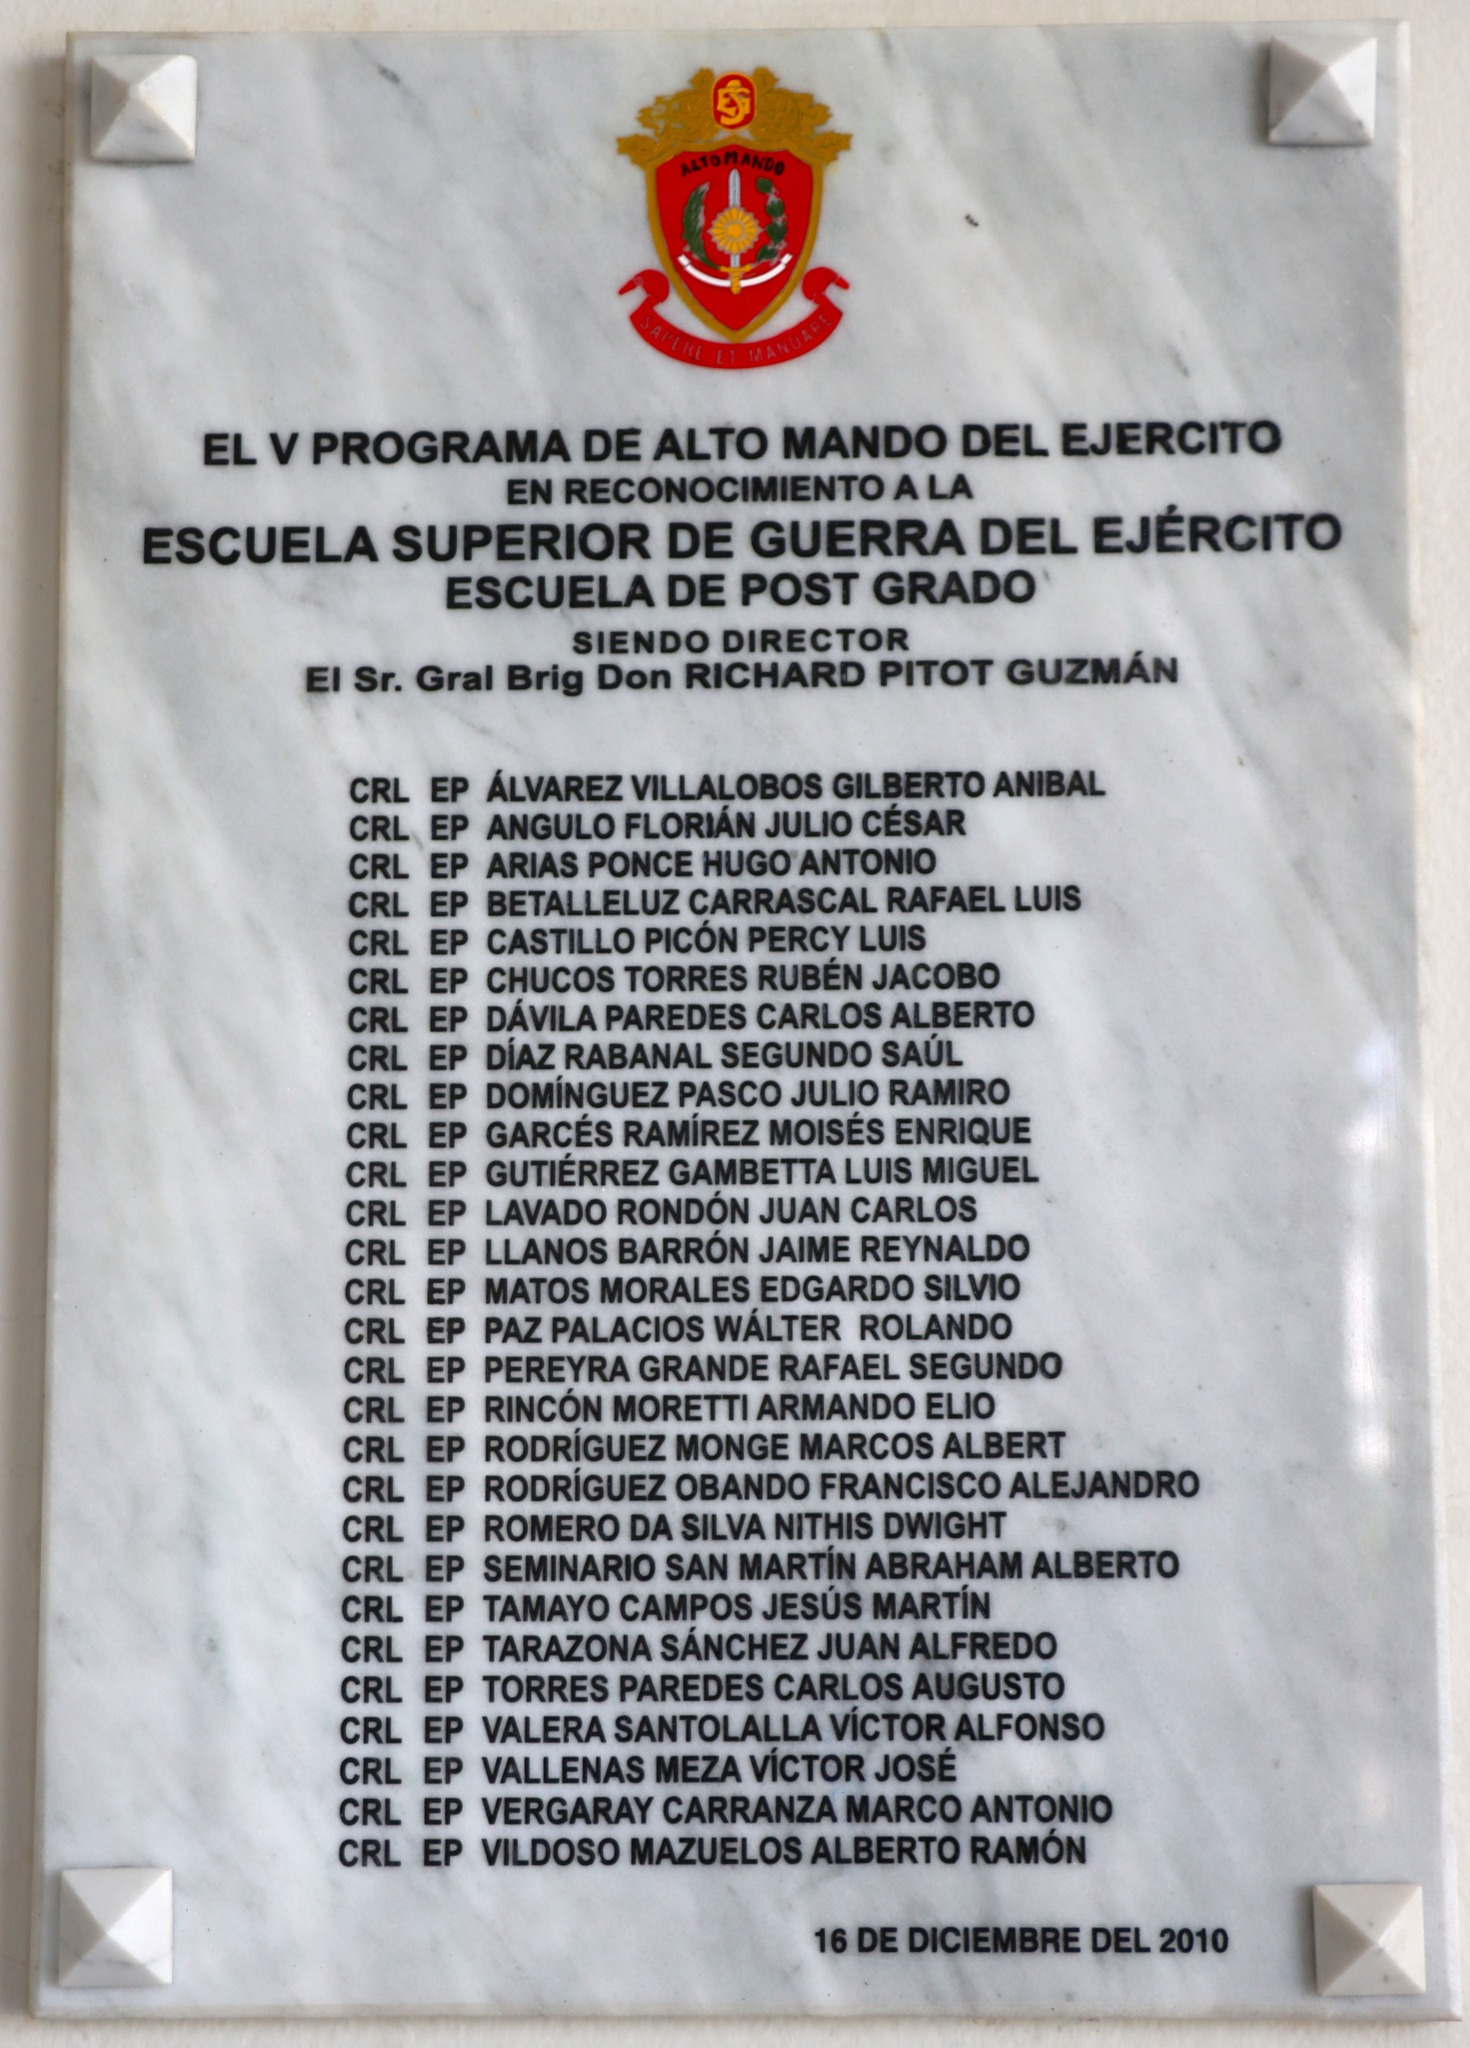 ESG
ALTO MANDO
SAPERE ET MANDARE
EL V PROGRAMA DE ALTO MANDO DEL EJERCITO
EN RECONOCIMIENTO A LA
ESCUELA SUPERIOR DE GUERRA DEL EJÉRCITO
ESCUELA DE POST GRADO
SIENDO DIRECTOR
El Sr. Gral Brig Don RICHARD PITOT GUZMÁN
CRL EP ÁLVAREZ VILLALOBOS GILBERTO ANIBAL
CRL EP ANGULO FLORIÁN JULIO CÉSAR
CRL EP ARIAS PONCE HUGO ANTONIO
CRL EP BETALLELUZ CARRASCAL RAFAEL LUIS
CRL EP CASTILLO PICÓN PERCY LUIS
CRL EP CHUCOS TORRES RUBÉN JACOBO
CRL EP DÁVILA PAREDES CARLOS ALBERTO
CRL EP DÍAZ RABANAL SEGUNDO SAÚL
CRL EP DOMÍNGUEZ PASCO JULIO RAMIRO
CRL EP GARCÉS RAMÍREZ MOISÉS ENRIQUE
CRL EP GUTIÉRREZ GAMBETTA LUIS MIGUEL
CRL EP LAVADO RONDÓN JUAN CARLOS
CRL EP LLANOS BARRÓN JAIME REYNALDO
CRL EP MATOS MORALES EDGARDO SILVIO
CRL EP PAZ PALACIOS WÁLTER ROLANDO
CRL EP PEREYRA GRANDE RAFAEL SEGUNDO
CRL EP RINCÓN MORETTI ARMANDO ELIO
CRL EP RODRÍGUEZ MONGE MARCOS ALBERT
CRL EP RODRÍGUEZ OBANDO FRANCISCO ALEJANDRO
CRL EP ROMERO DA SILVA NITHIS DWIGHT
CRL EP SEMINARIO SAN MARTÍN ABRAHAM ALBERTO
CRL EP TAMAYO CAMPOS JESÚS MARTÍN
CRL EP TARAZONA SÁNCHEZ JUAN ALFREDO
CRL EP TORRES PAREDES CARLOS AUGUSTO
CRL EP VALERA SANTOLALLA VÍCTOR ALFONSO
CRL EP VALLENAS MEZA VÍCTOR JOSÉ
CRL EP VERGARAY CARRANZA MARCO ANTONIO
CRL EP VILDOSO MAZUELOS ALBERTO RAMÓN
16 DE DICIEMBRE DEL 2010